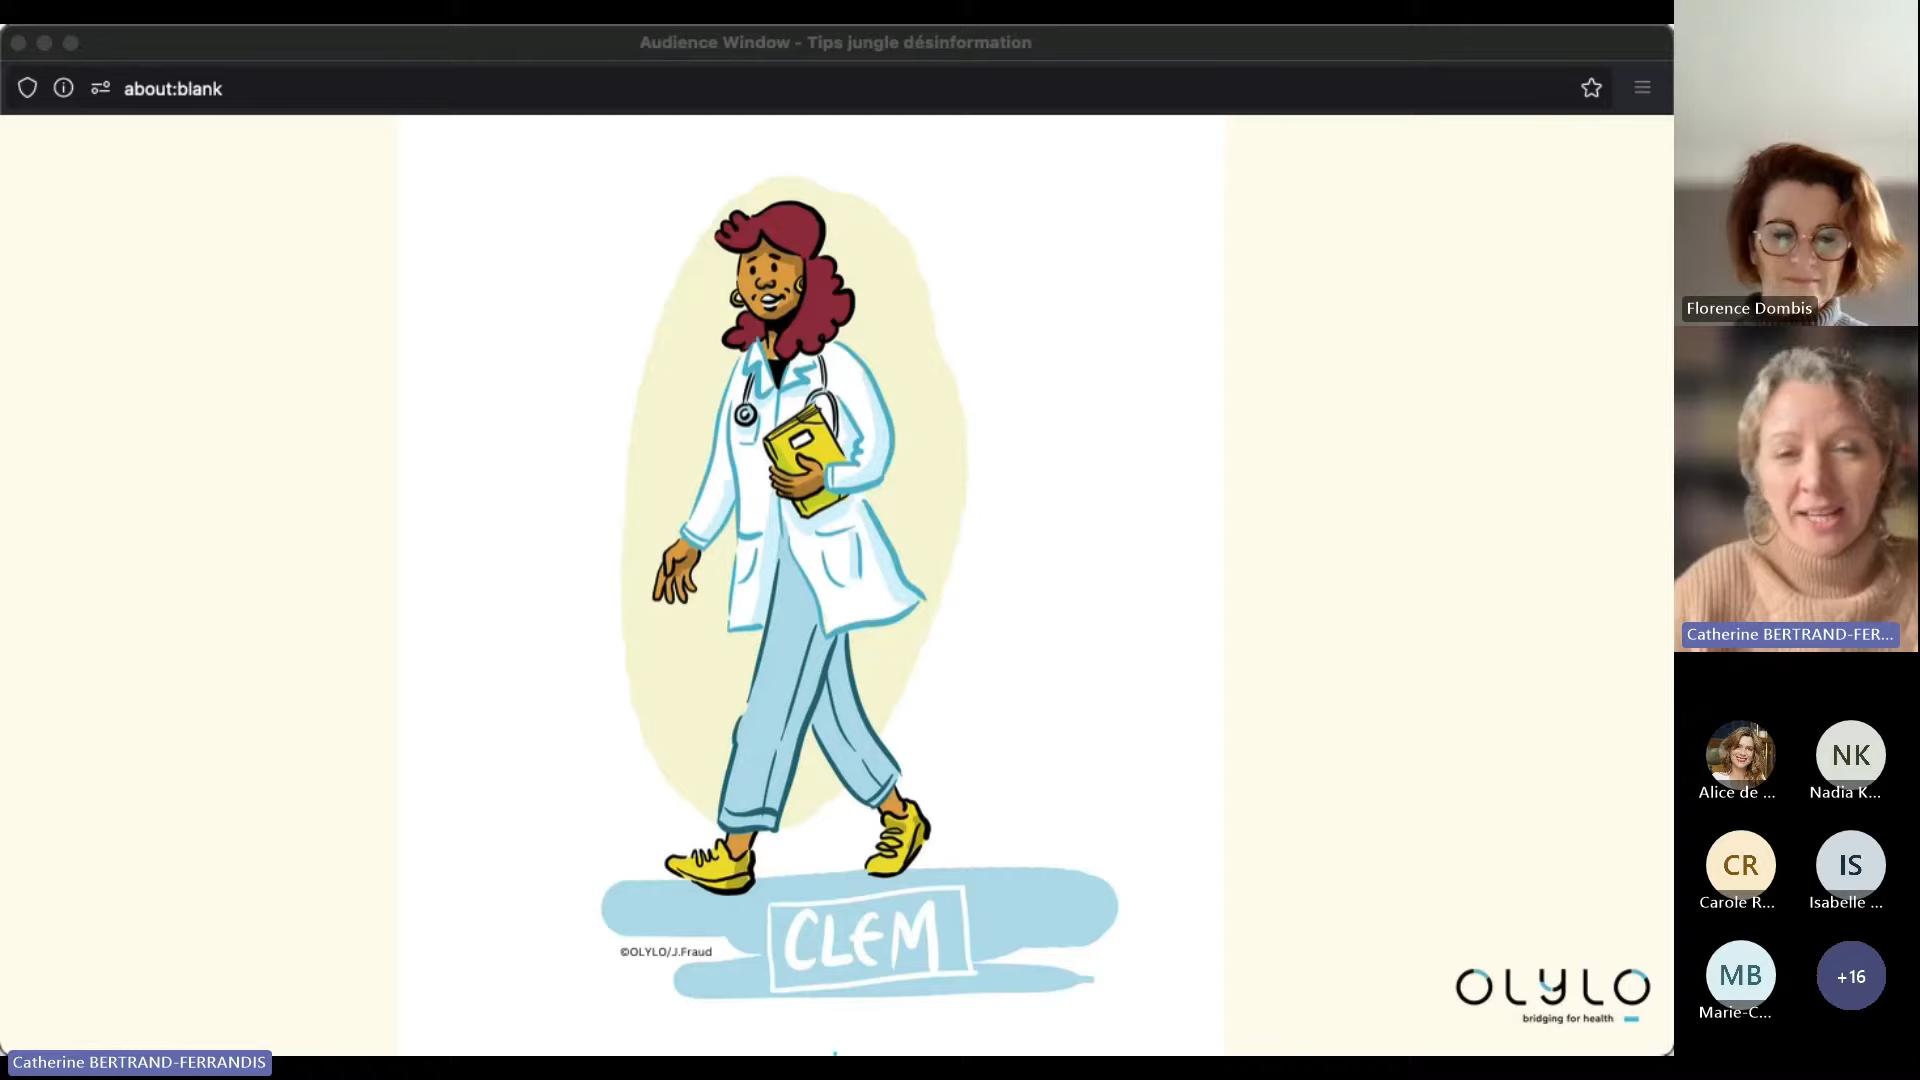 Audience Window - Tips jungle désinformation
about:blank
CLEM
©OLYLO/J.Fraud
OLYLO
bridging for health
Catherine BERTRAND-FERRANDIS
Florence Dombis
Catherine BERTRAND-FER...
Alice de ...
NK
Nadia K...
CR
Carole R...
IS
Isabelle ...
MB
Marie-C...
+16